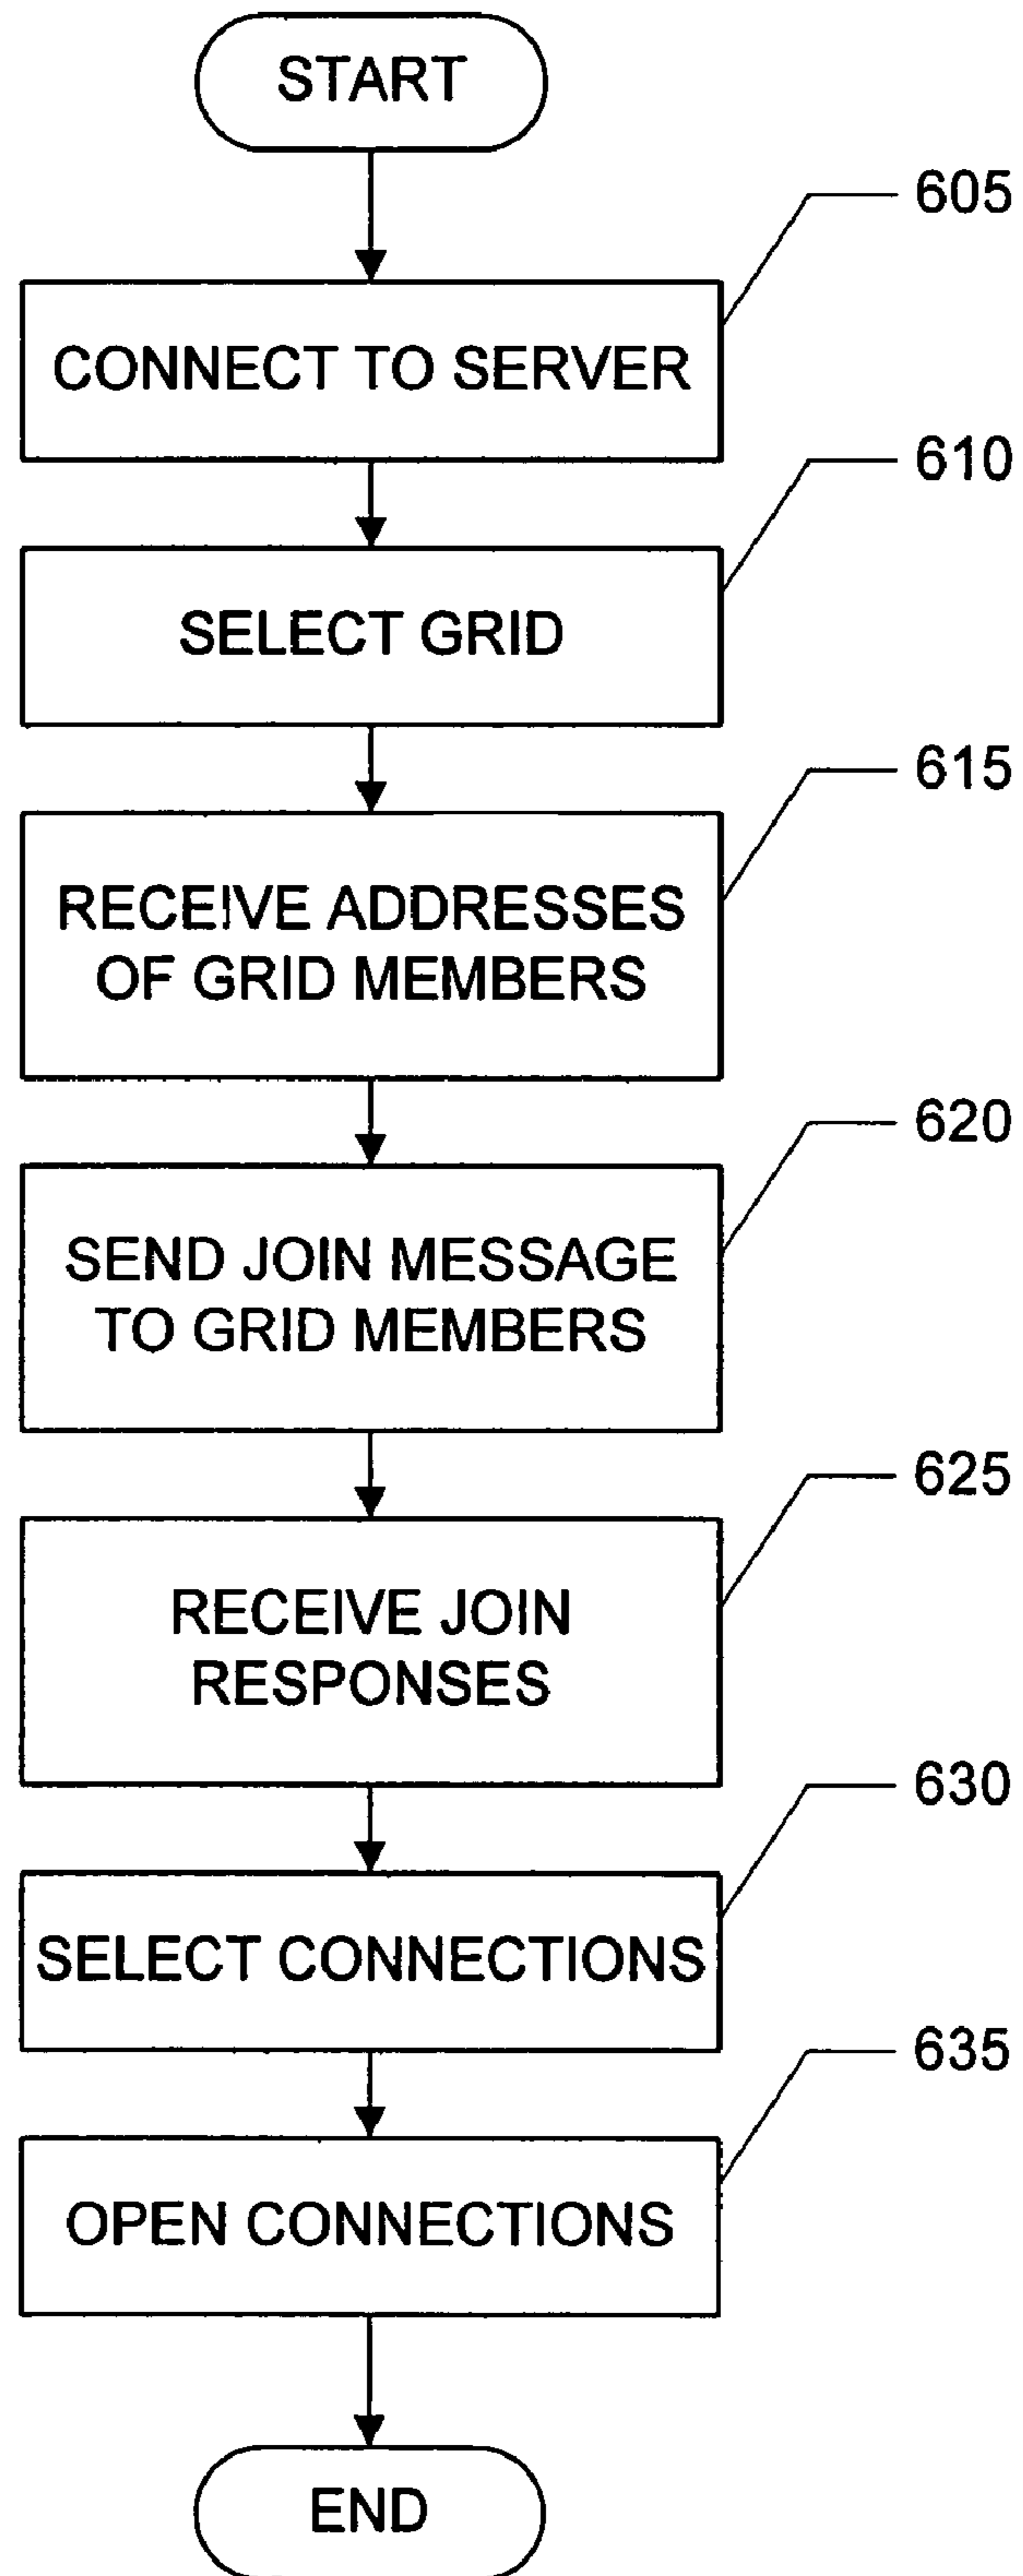 START
605
CONNECT TO SERVER
610
SELECT GRID
615
RECEIVE ADDRESSES
OF GRID MEMBERS
620
SEND JOIN MESSAGE
TO GRID MEMBERS
625
RECEIVE JOIN
RESPONSES
630
SELECT CONNECTIONS
635
OPEN CONNECTIONS
END